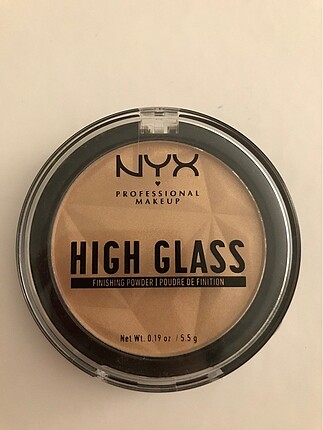 NYX
PROFESSIONAL
MAKEUP
HIGH GLASS
FINISHING POWDER | POUDRE DE FINITION
Net Wt. 0.19 oz / 5.5 g